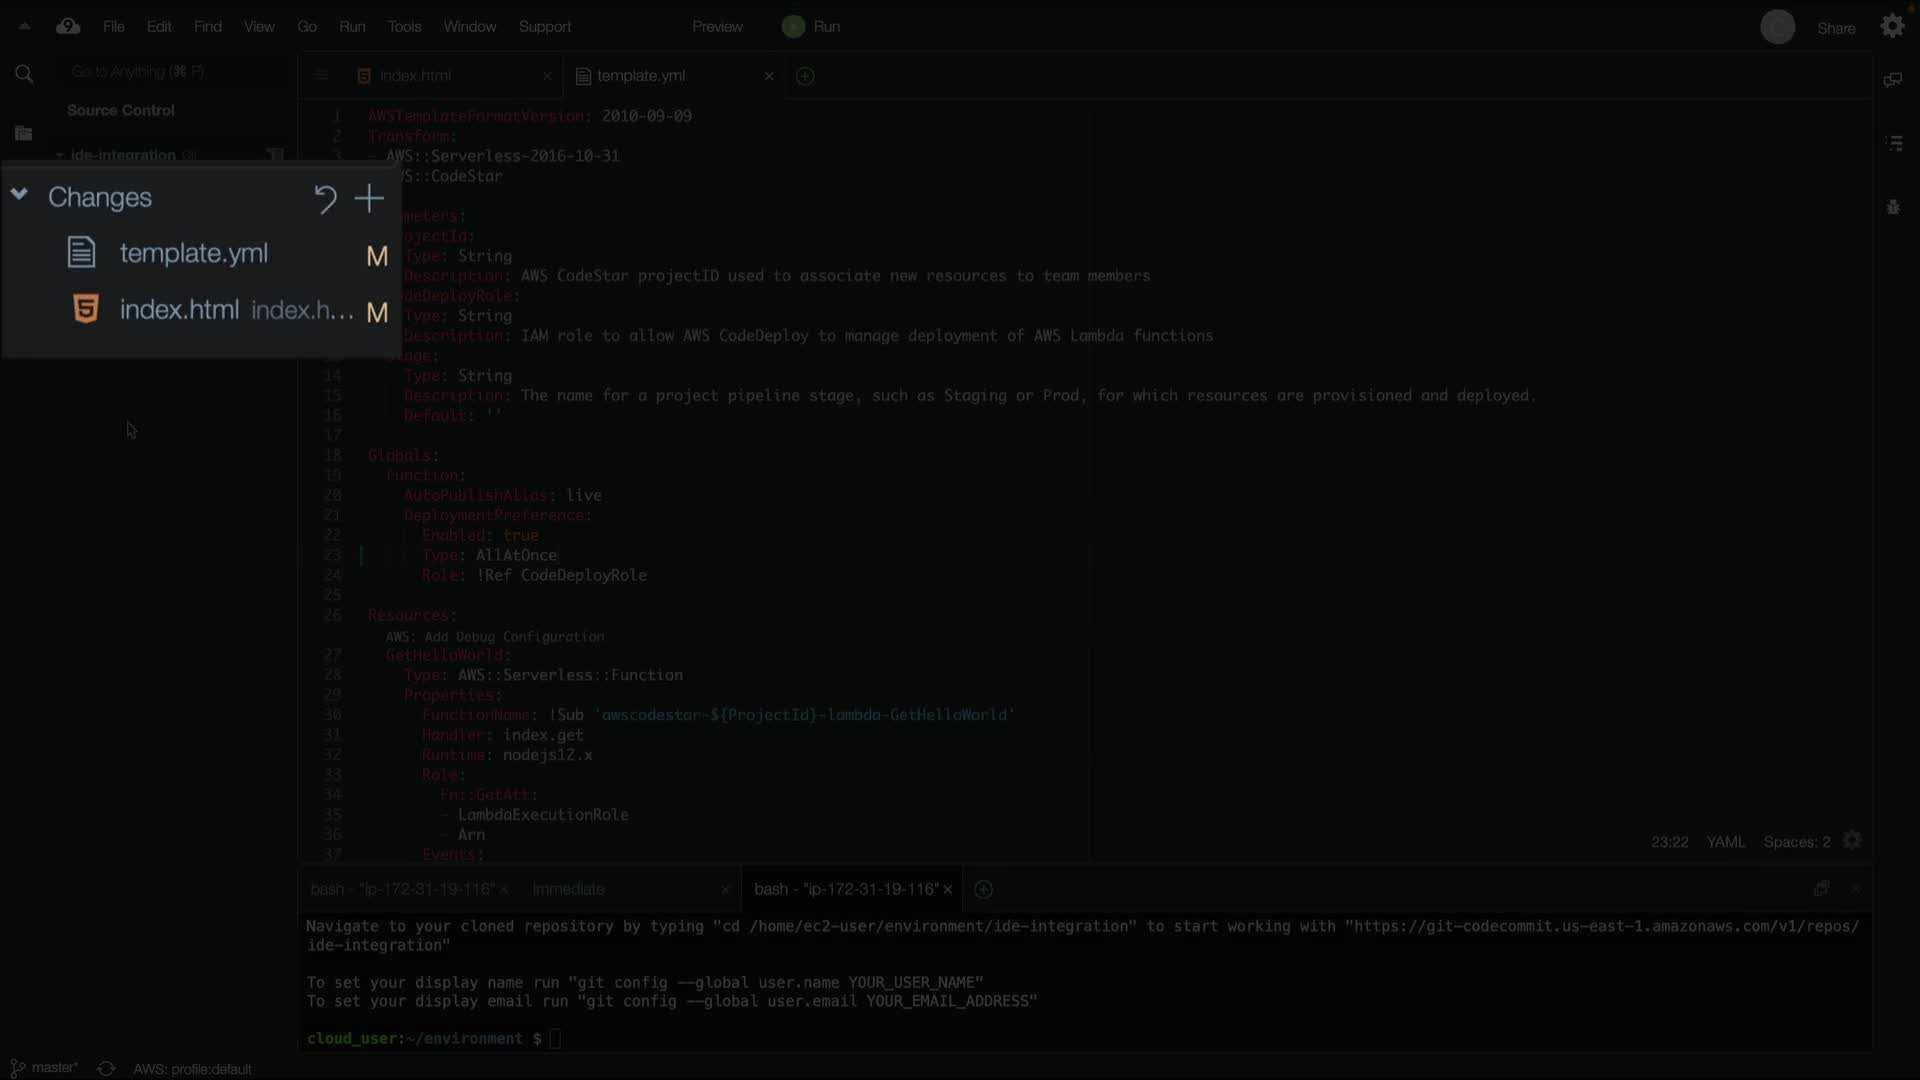 File Edit Find View Go Run Tools Window Support Preview Run Share
Go to Anything (⌘ P)
index.html
template.yml
Source Control
ide-integration
Changes
template.yml M
index.html index.h... M
1 AWSTemplateFormatVersion: 2010-09-09
2 Transform:
3 - AWS::Serverless-2016-10-31
S::CodeStar
meters:
ojectId:
Type: String
Description: AWS CodeStar projectID used to associate new resources to team members
deDeployRole:
Type: String
Description: IAM role to allow AWS CodeDeploy to manage deployment of AWS Lambda functions
tage:
14 Type: String
15 Description: The name for a project pipeline stage, such as Staging or Prod, for which resources are provisioned and deployed.
16 Default: ''
17
18 Globals:
19 Function:
20 AutoPublishAlias: live
21 DeploymentPreference:
22 Enabled: true
23 Type: AllAtOnce
24 Role: !Ref CodeDeployRole
25
26 Resources:
AWS: Add Debug Configuration
27 GetHelloWorld:
28 Type: AWS::Serverless::Function
29 Properties:
30 FunctionName: !Sub 'awscodestar-${ProjectId}-lambda-GetHelloWorld'
31 Handler: index.get
32 Runtime: nodejs12.x
33 Role:
34 Fn::GetAtt:
35 - LambdaExecutionRole
36 - Arn
37 Events:
23:22 YAML Spaces: 2
bash - "ip-172-31-19-116" Immediate bash - "ip-172-31-19-116"
Navigate to your cloned repository by typing "cd /home/ec2-user/environment/ide-integration" to start working with "https://git-codecommit.us-east-1.amazonaws.com/v1/repos/
ide-integration"
To set your display name run "git config --global user.name YOUR_USER_NAME"
To set your display email run "git config --global user.email YOUR_EMAIL_ADDRESS"
cloud_user:~/environment $
master* AWS: profile:default